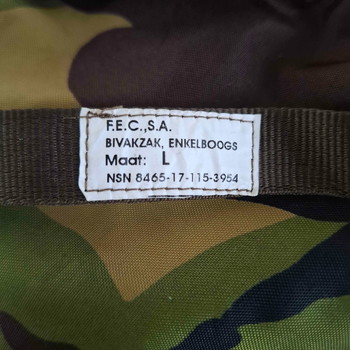 F.E.C.,S.A.
BIVAKZAK, ENKELBOOGS
Maat: L
NSN 8465-17-115-3954